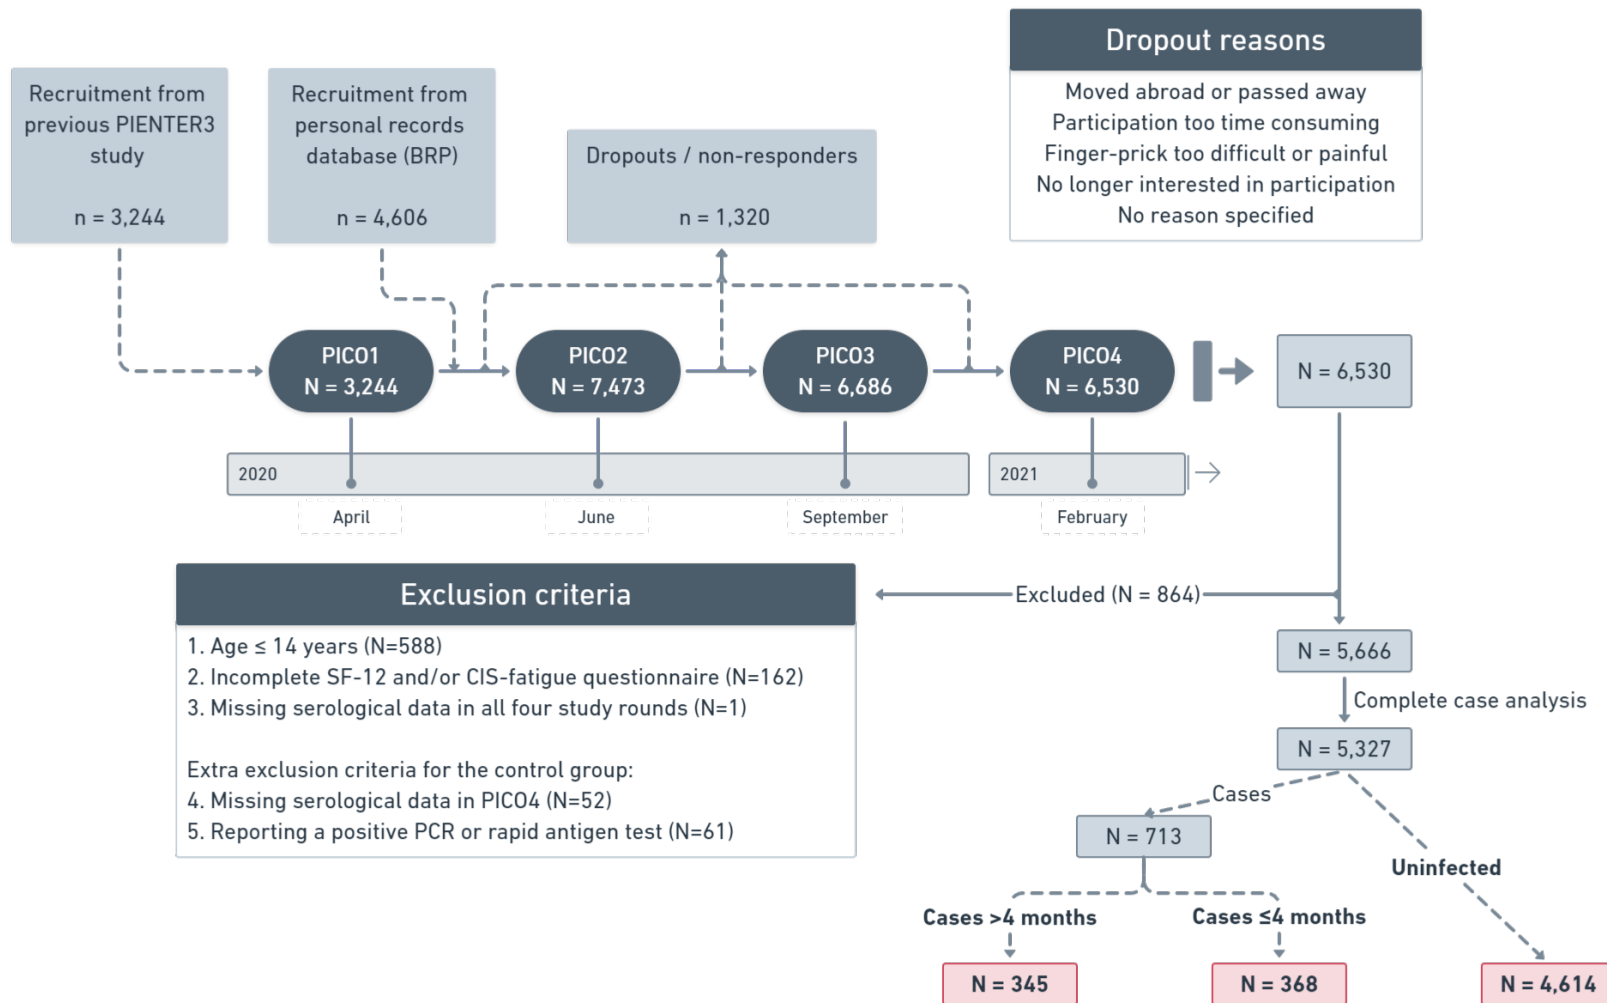 Dropout reasons
Moved abroad or passed away
Participation too time consuming
Finger-prick too difficult or painful
No longer interested in participation
No reason specified
Recruitment from
previous PIENTER3
study
n = 3,244
Recruitment from
personal records
database (BRP)
n = 4,606
Dropouts / non-responders
n = 1,320
PICO1
N = 3,244
PICO2
N = 7,473
PICO3
N = 6,686
PICO4
N = 6,530
N = 6,530
2020
2021
April
June
September
February
Exclusion criteria
1. Age ≤ 14 years (N=588)
2. Incomplete SF-12 and/or CIS-fatigue questionnaire (N=162)
3. Missing serological data in all four study rounds (N=1)
Extra exclusion criteria for the control group:
4. Missing serological data in PICO4 (N=52)
5. Reporting a positive PCR or rapid antigen test (N=61)
Excluded (N = 864)
N = 5,666
Complete case analysis
N = 5,327
Cases
N = 713
Uninfected
Cases >4 months
Cases ≤4 months
N = 345
N = 368
N = 4,614